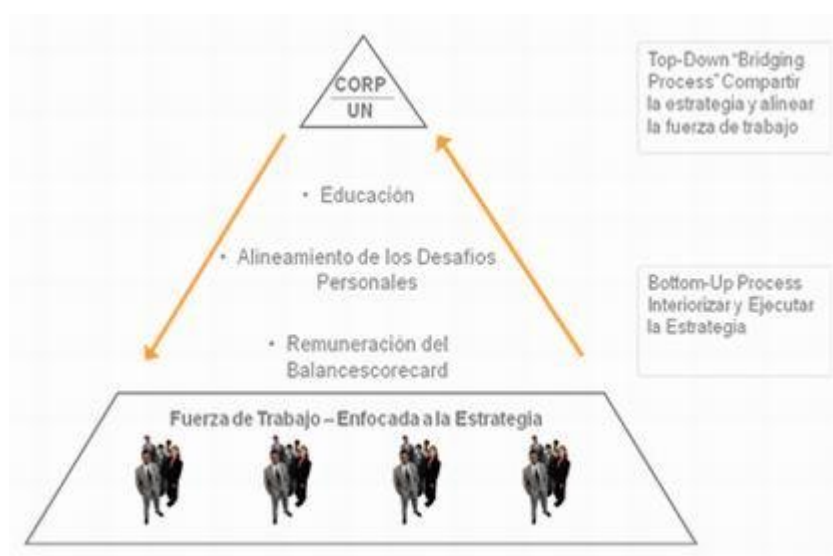 CORP
UN
Top-Down “Bridging
Process” Compartir
la estrategia y alinear
la fuerza de trabajo
• Educación
• Alineamiento de los Desafios
Personales
Bottom-Up Process
Interiorizar y Ejecutar
la Estrategia
• Remuneración del
Balancescorecard
Fuerza de Trabajo – Enfocada a la Estrategia